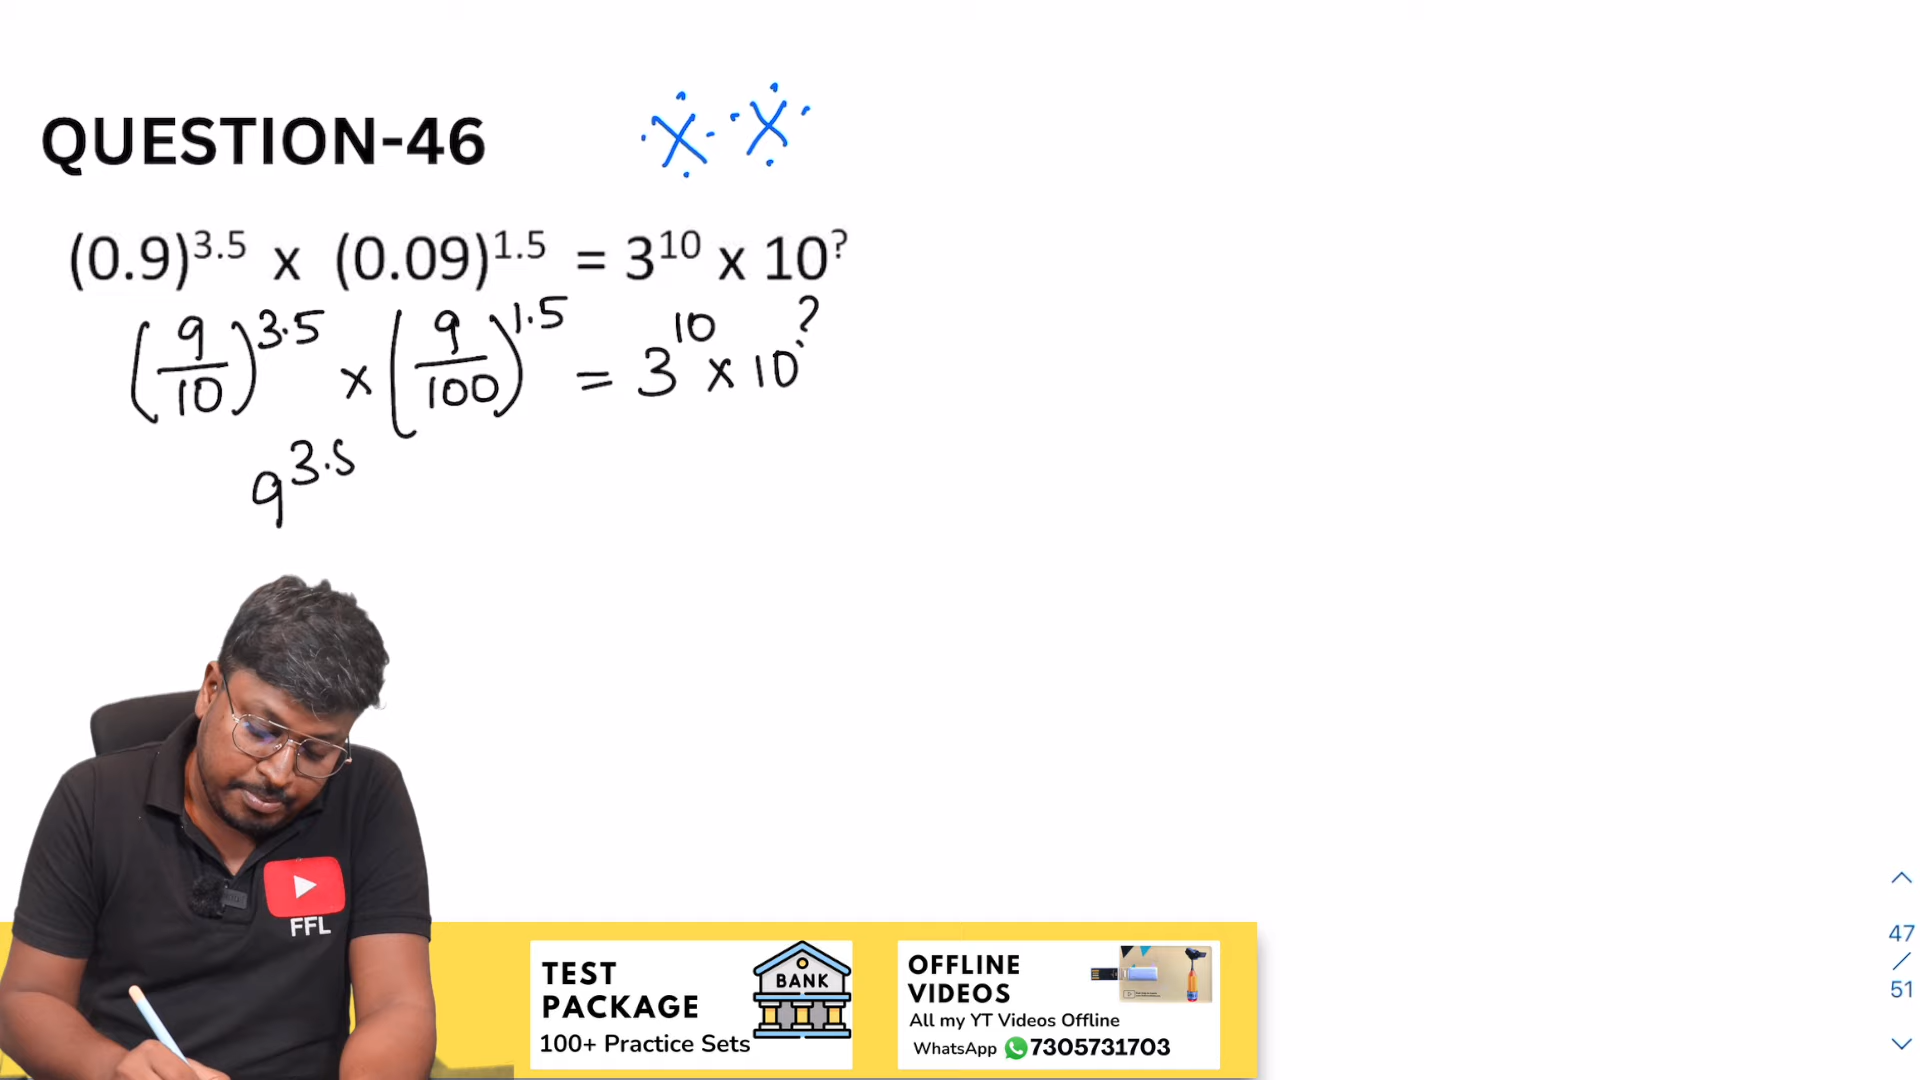 QUESTION-46
(0.9)^3.5 x (0.09)^1.5 = 3^10 x 10^?
(9/10)^3.5 × (9/100)^1.5 = 3^10 × 10^?
9^3.5
FFL
TEST
PACKAGE
100+ Practice Sets
BANK
OFFLINE
VIDEOS
All my YT Videos Offline
WhatsApp 7305731703
47
/
51